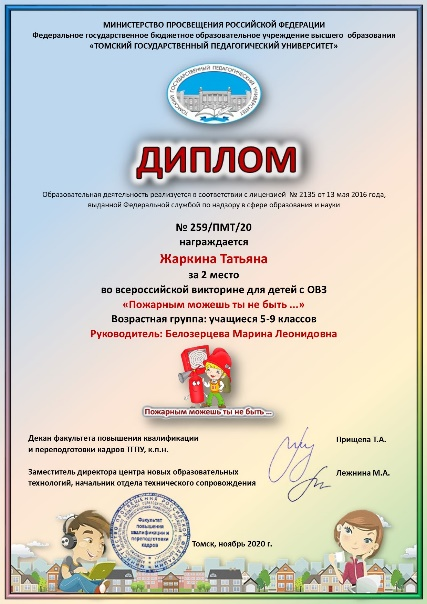 МИНИСТЕРСТВО ПРОСВЕЩЕНИЯ РОССИЙСКОЙ ФЕДЕРАЦИИ
Федеральное государственное бюджетное образовательное учреждение высшего образования
«ТОМСКИЙ ГОСУДАРСТВЕННЫЙ ПЕДАГОГИЧЕСКИЙ УНИВЕРСИТЕТ»
ТОМСКИЙ ГОСУДАРСТВЕННЫЙ ПЕДАГОГИЧЕСКИЙ УНИВЕРСИТЕТ
ДИПЛОМ
Образовательная деятельность реализуется в соответствии с лицензией № 2135 от 13 мая 2016 года,
выданной Федеральной службой по надзору в сфере образования и науки
№ 259/ПМТ/20
награждается
Жаркина Татьяна
за 2 место
во всероссийской викторине для детей с ОВЗ
«Пожарным можешь ты не быть ...»
Возрастная группа: учащиеся 5-9 классов
Руководитель: Белозерцева Марина Леонидовна
Пожарным можешь ты не быть ...
Декан факультета повышения квалификации
и переподготовки кадров ТГПУ, к.п.н.
Прищепа Т.А.
Заместитель директора центра новых образовательных
технологий, начальник отдела технического сопровождения
Лежнина М.А.
Факультет
повышения
квалификации и
переподготовки
кадров
Томск, ноябрь 2020 г.